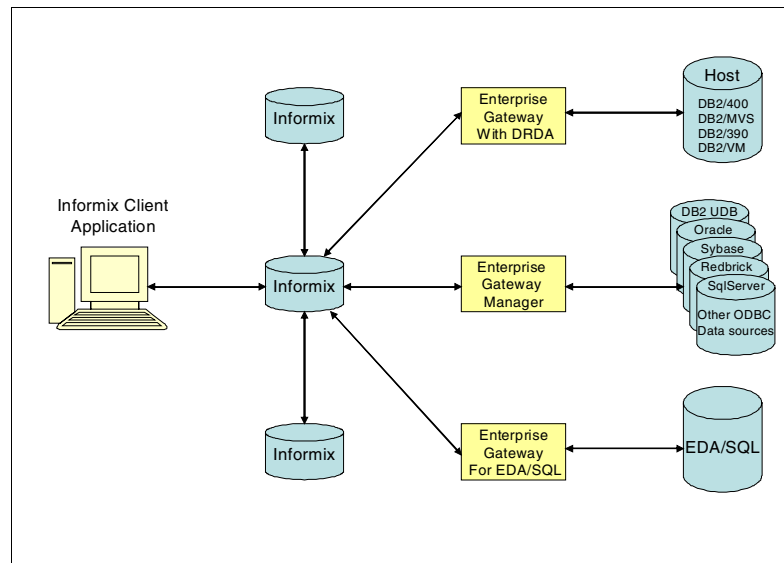 Informix Client
Application
Informix
Informix
Informix
Enterprise
Gateway
With DRDA
Enterprise
Gateway
Manager
Enterprise
Gateway
For EDA/SQL
Host
DB2/400
DB2/MVS
DB2/390
DB2/VM
DB2 UDB
Oracle
Sybase
Redbrick
SqlServer
Other ODBC
Data sources
EDA/SQL